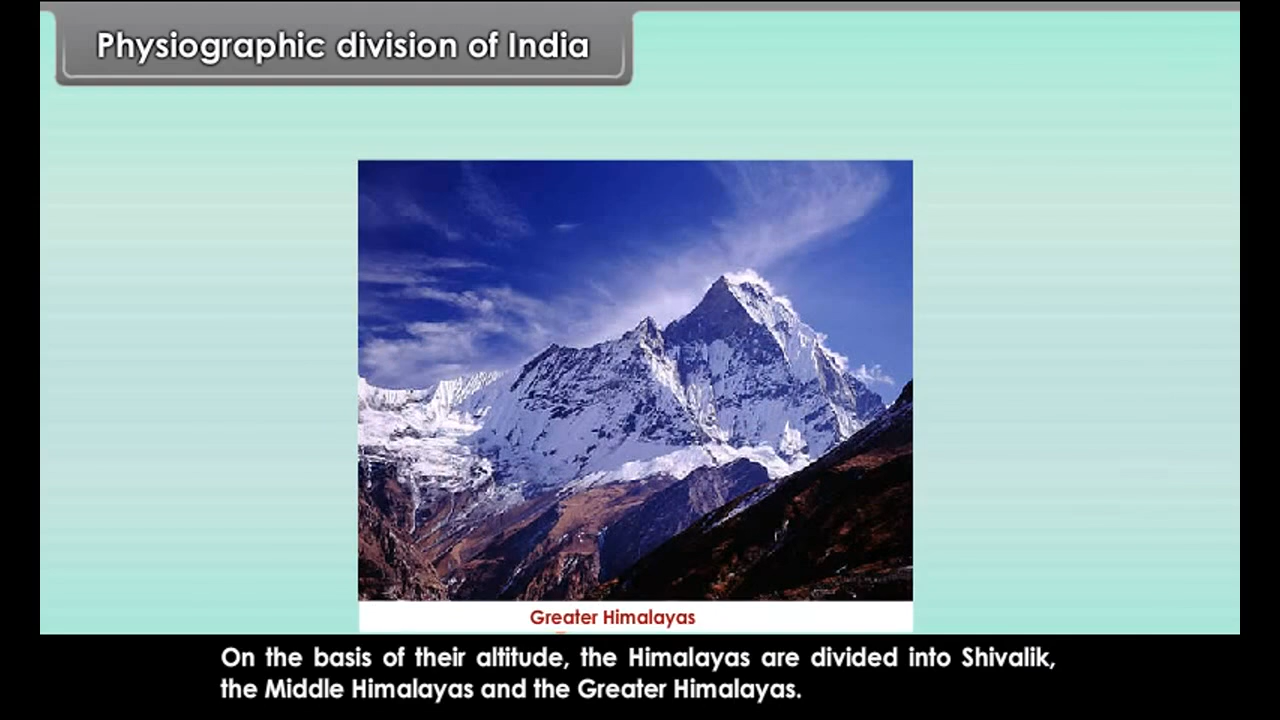 Physiographic division of India
Greater Himalayas
On the basis of their altitude, the Himalayas are divided into Shivalik,
the Middle Himalayas and the Greater Himalayas.